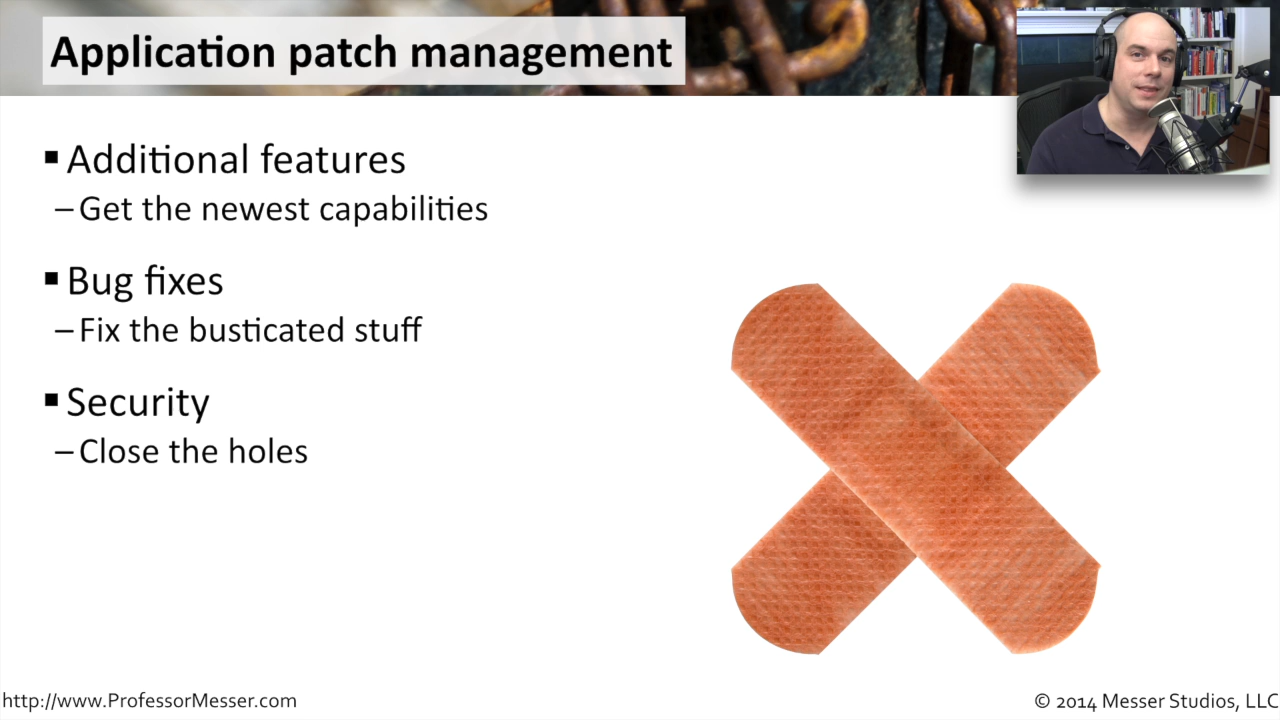 Application patch management
▪ Additional features
– Get the newest capabilities
▪ Bug fixes
– Fix the busticated stuff
▪ Security
– Close the holes
http://www.ProfessorMesser.com
© 2014 Messer Studios, LLC